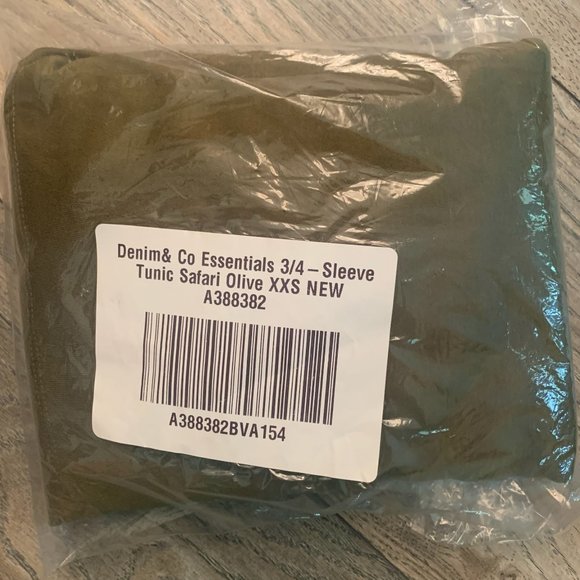 Denim& Co Essentials 3/4 – Sleeve
Tunic Safari Olive XXS NEW
A388382
A388382BVA154